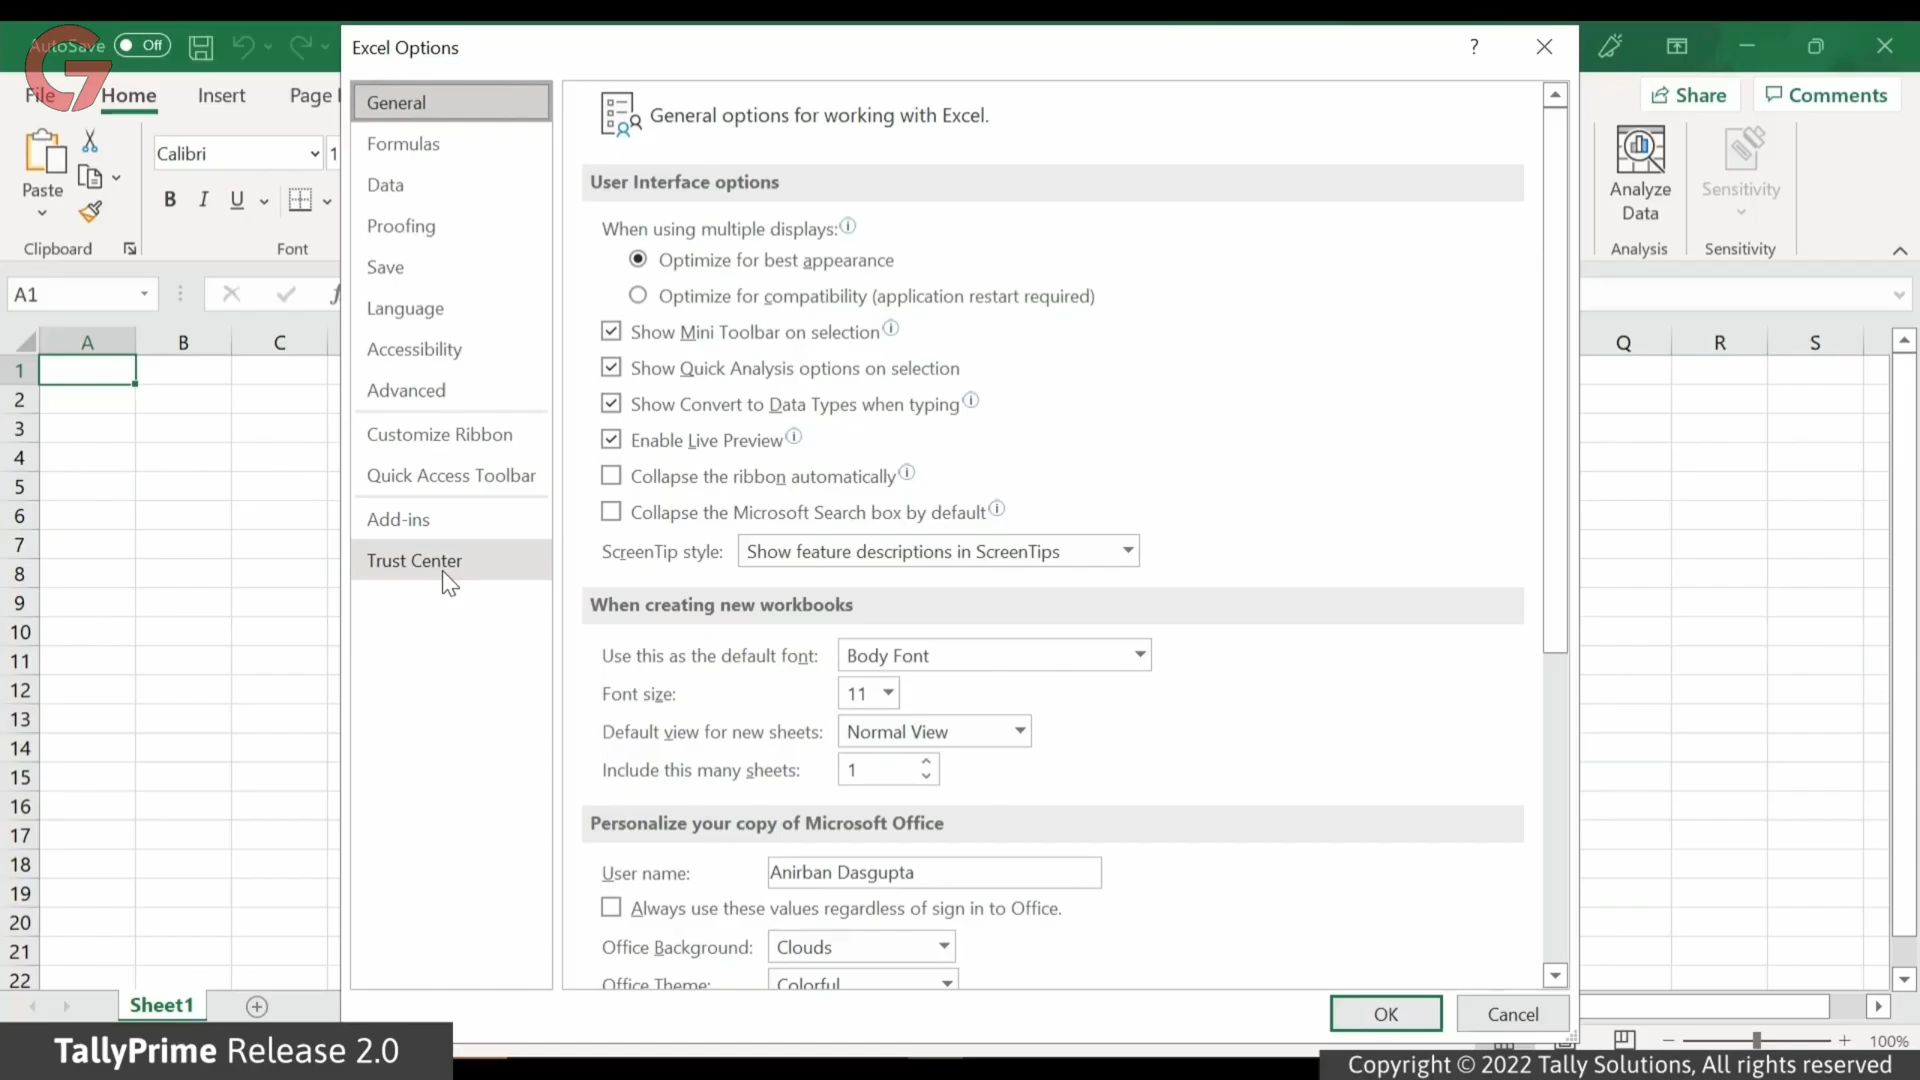 AutoSave Off
Excel Options
?
File Home Insert Page
Share Comments
General
Formulas
Data
Proofing
Save
Language
Accessibility
Advanced
Customize Ribbon
Quick Access Toolbar
Add-ins
Trust Center
General options for working with Excel.
User Interface options
When using multiple displays:
Optimize for best appearance
Optimize for compatibility (application restart required)
Show Mini Toolbar on selection
Show Quick Analysis options on selection
Show Convert to Data Types when typing
Enable Live Preview
Collapse the ribbon automatically
Collapse the Microsoft Search box by default
ScreenTip style: Show feature descriptions in ScreenTips
When creating new workbooks
Use this as the default font: Body Font
Font size: 11
Default view for new sheets: Normal View
Include this many sheets: 1
Personalize your copy of Microsoft Office
User name: Anirban Dasgupta
Always use these values regardless of sign in to Office.
Office Background: Clouds
Office Theme: Colorful
OK Cancel
Paste
Calibri 1
B I U
Clipboard Font
Analyze Data
Analysis
Sensitivity
Sensitivity
A1
A B C Q R S
1
2
3
4
5
6
7
8
9
10
11
12
13
14
15
16
17
18
19
20
21
22
Sheet1
100%
TallyPrime Release 2.0
Copyright © 2022 Tally Solutions, All rights reserved